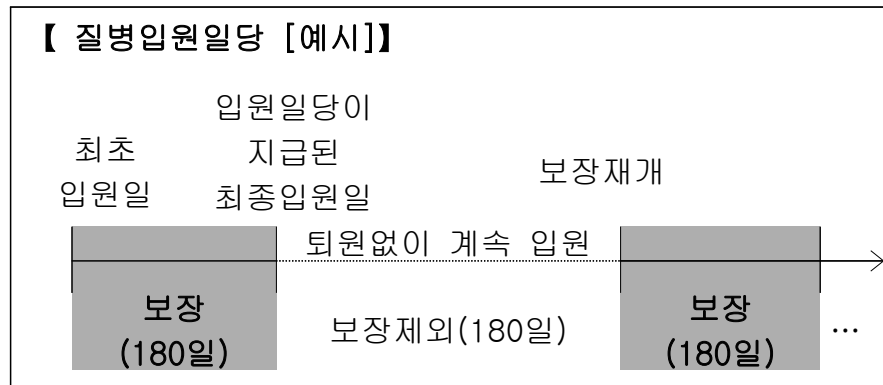 【 질병입원일당 [예시]】
최초
입원일
입원일당이
지급된
최종입원일
보장재개
퇴원없이 계속 입원
보장
(180일)
보장제외(180일)
보장
(180일)
…